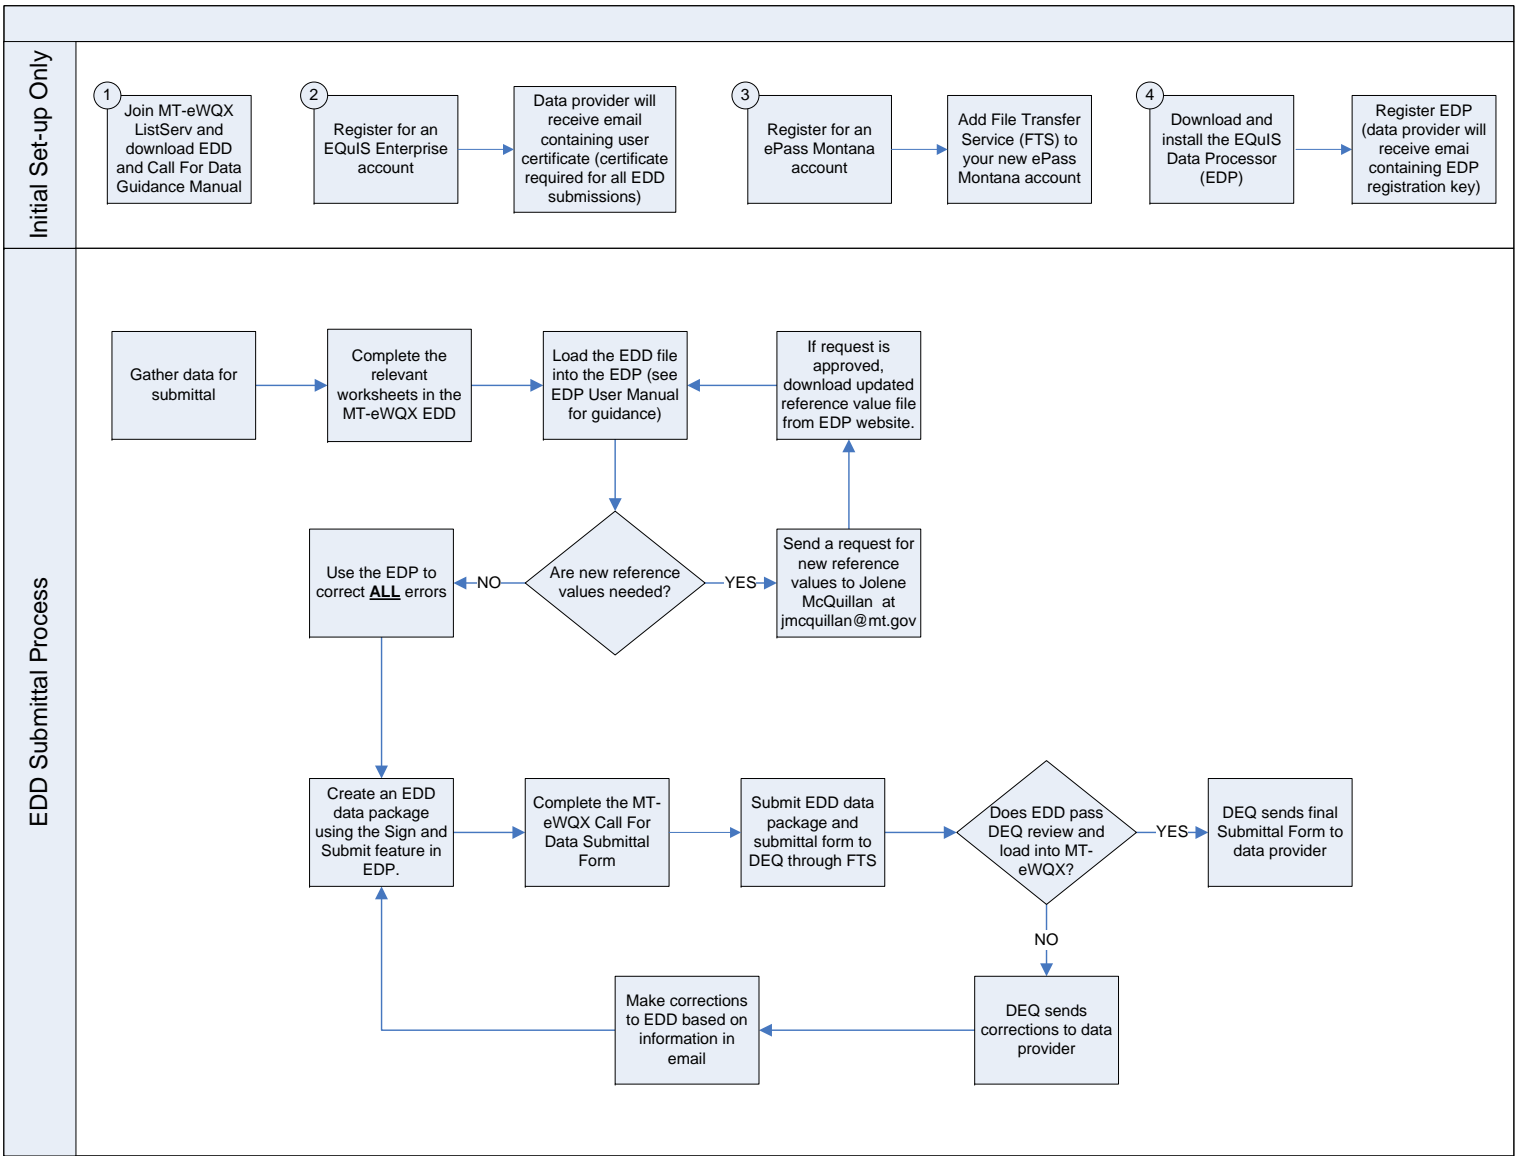 Initial Set-up Only
1
Join MT-eWQX
ListServ and
download EDD
and Call For Data
Guidance Manual
2
Register for an
EQuIS Enterprise
account
Data provider will
receive email
containing user
certificate (certificate
required for all EDD
submissions)
3
Register for an
ePass Montana
account
Add File Transfer
Service (FTS) to
your new ePass
Montana account
4
Download and
install the EQuIS
Data Processor
(EDP)
Register EDP
(data provider will
receive emai
containing EDP
registration key)
EDD Submittal Process
Gather data for
submittal
Complete the
relevant
worksheets in the
MT-eWQX EDD
Load the EDD file
into the EDP (see
EDP User Manual
for guidance)
If request is
approved,
download updated
reference value file
from EDP website.
Use the EDP to
correct ALL errors
NO
Are new reference
values needed?
YES
Send a request for
new reference
values to Jolene
McQuillan at
jmcquillan@mt.gov
Create an EDD
data package
using the Sign and
Submit feature in
EDP.
Complete the MT-
eWQX Call For
Data Submittal
Form
Submit EDD data
package and
submittal form to
DEQ through FTS
Does EDD pass
DEQ review and
load into MT-
eWQX?
YES
DEQ sends final
Submittal Form to
data provider
NO
Make corrections
to EDD based on
information in
email
DEQ sends
corrections to data
provider